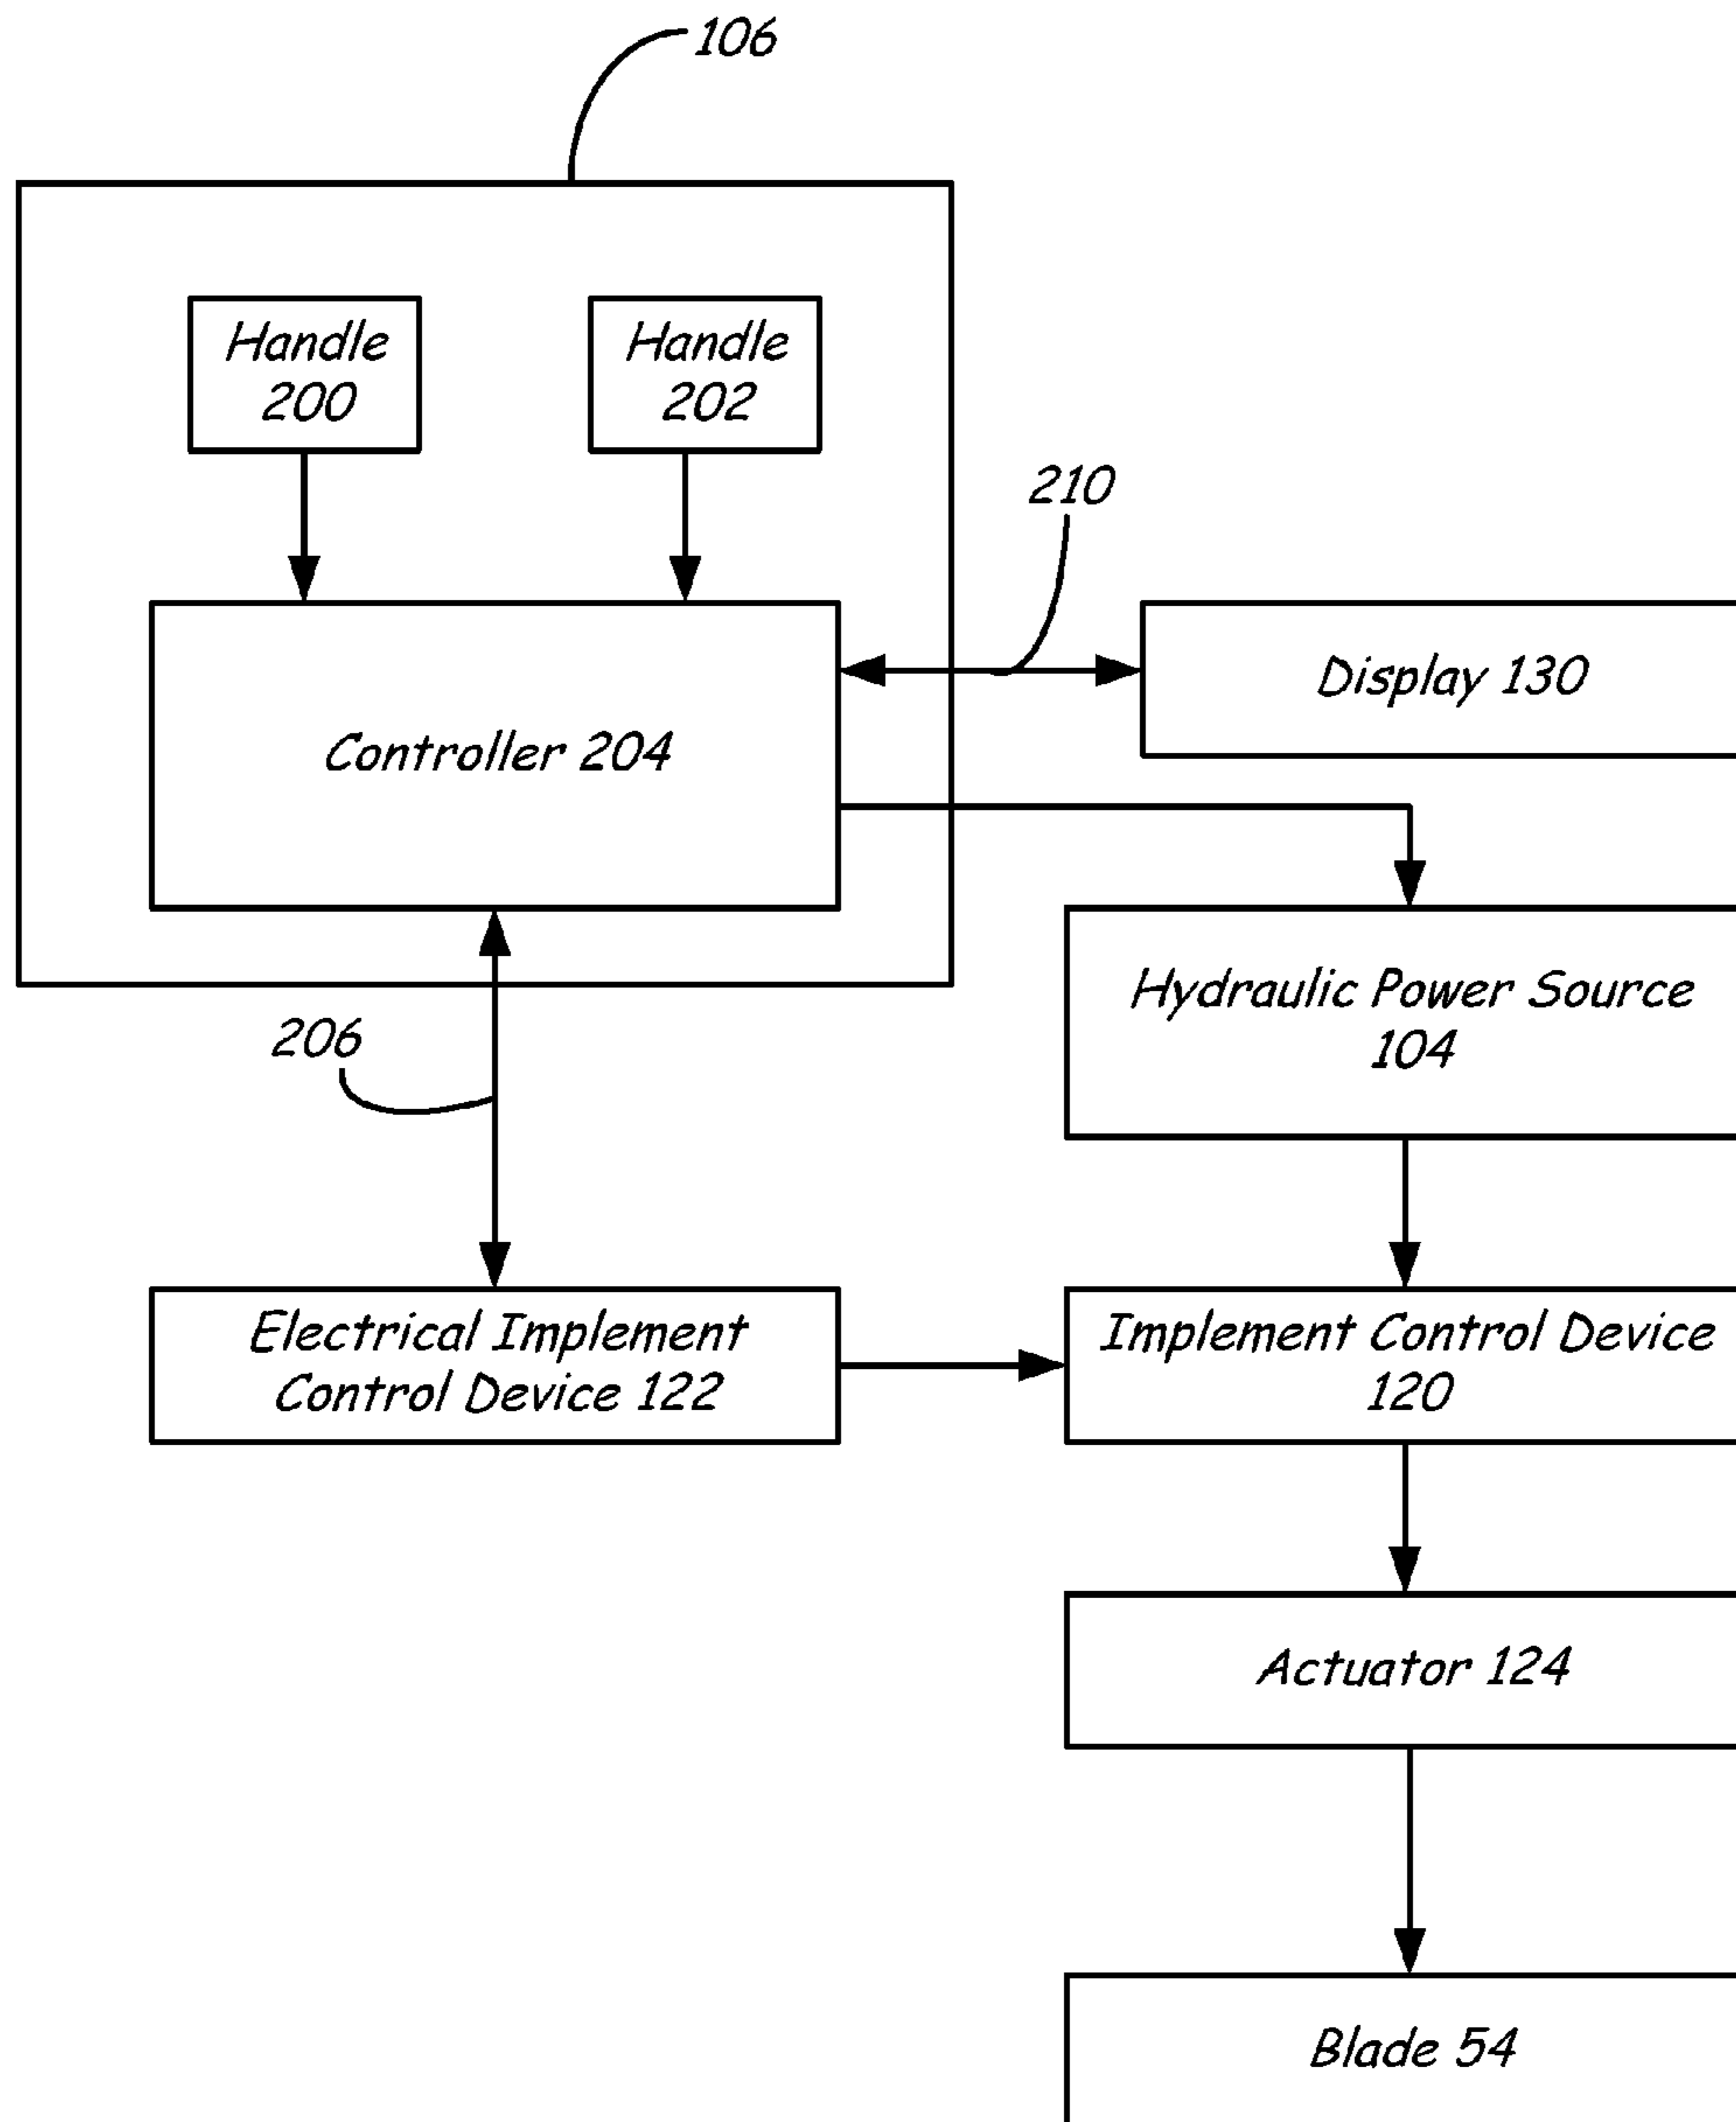 106
Handle
200
Handle
202
210
Display 130
Controller 204
Hydraulic Power Source
104
206
Electrical Implement
Control Device 122
Implement Control Device
120
Actuator 124
Blade 54